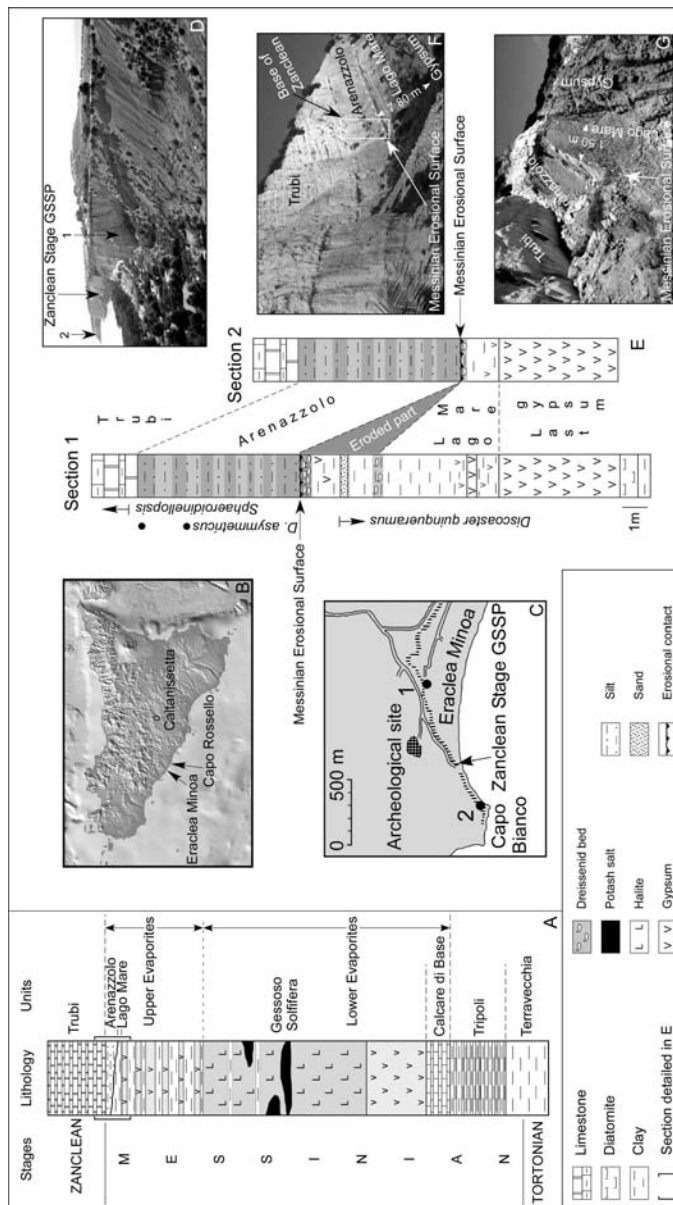 Stages
Lithology
Units
ZANCLEAN
M E S S I N I A N
TORTONIAN
Trubi
Arenazzolo
Lago Mare
Upper Evaporites
Gessoso
Solfifera
Lower Evaporites
Calcare di Base
Tripoli
Terravecchia
A
Limestone
Diatomite
Clay
Section detailed in E
Dreissenid bed
Potash salt
Halite
Gypsum
Silt
Sand
Erosional contact
B
Caltanissetta
Eraclea Minoa
Capo Rossello
C
0 500 m
Archeological site
1
Eraclea Minoa
2
Capo
Bianco
Zanclean Stage GSSP
Section 1
Section 2
Sphaeroidinellopsis
D. asymmetricus
Discoaster quinqueramus
Messinian Erosional Surface
Trubi
Arenazzolo
Eroded part
Lago Mare
Last gypsum
Messinian Erosional Surface
1m
E
2
Zanclean Stage GSSP
1
D
Trubi
Base of
Zanclean
Arenazzolo
Lago Mare
80 m
Gypsum
Messinian Erosional Surface
F
Trubi
Arenazzolo
Lago Mare
Gypsum
Messinian Erosional Surface
G